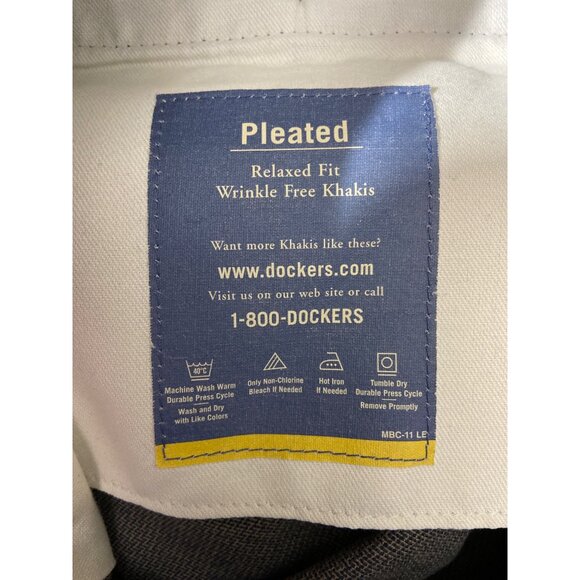 Pleated
Relaxed Fit
Wrinkle Free Khakis
Want more Khakis like these?
www.dockers.com
Visit us on our web site or call
1-800-DOCKERS
40°C
Machine Wash Warm
Durable Press Cycle
Wash and Dry
with Like Colors
Only Non-Chlorine
Bleach If Needed
Hot Iron
If Needed
Tumble Dry
Durable Press Cycle
Remove Promptly
MBC-11 LE